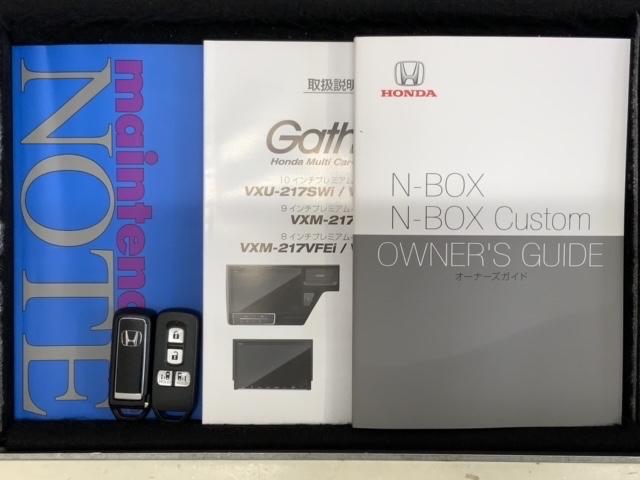 maintenance
NOTE
取扱説明
Gath
Honda Multi Car
10インチプレミアム
VXU-217SWi / V
9インチプレミアム
VXM-217
8インチプレミアム
VXM-217VFEi / V
HONDA
N-BOX
N-BOX Custom
OWNER'S GUIDE
オーナーズガイド